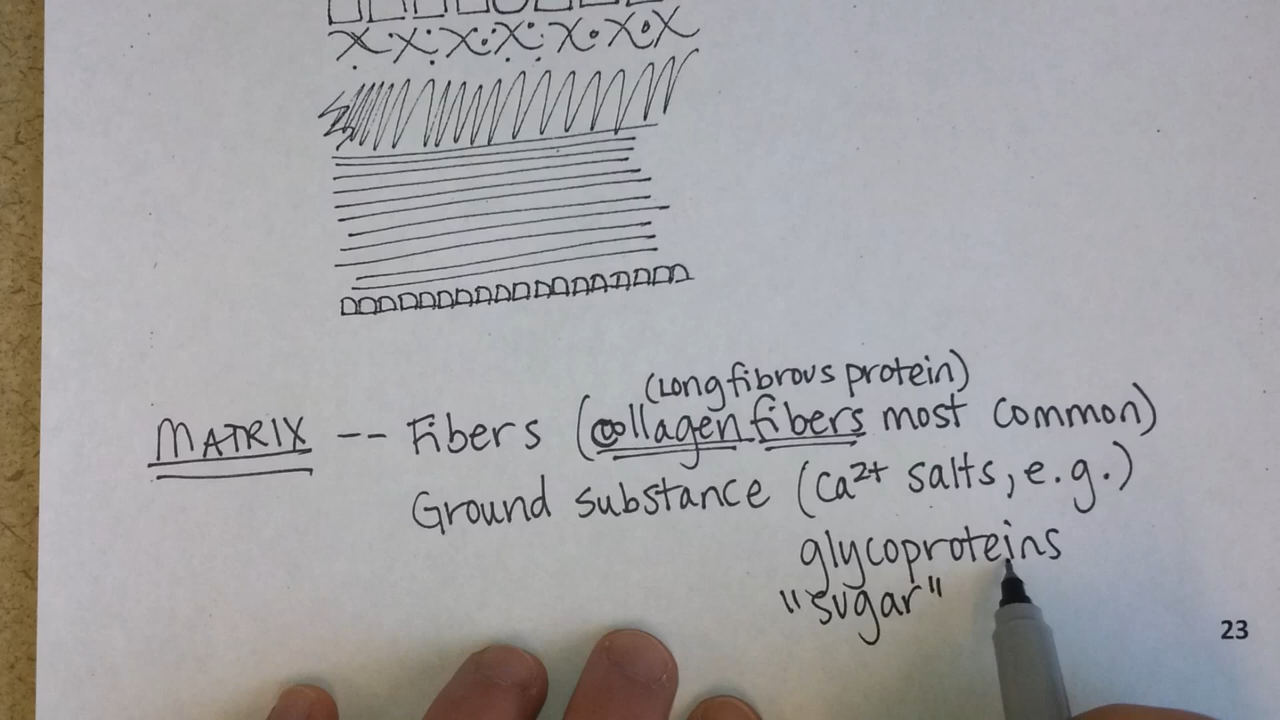 (Long fibrous protein)
MATRIX -- Fibers (collagen fibers most common)
Ground substance (Ca²⁺ salts, e.g.)
glycoproteins
"sugar"
23